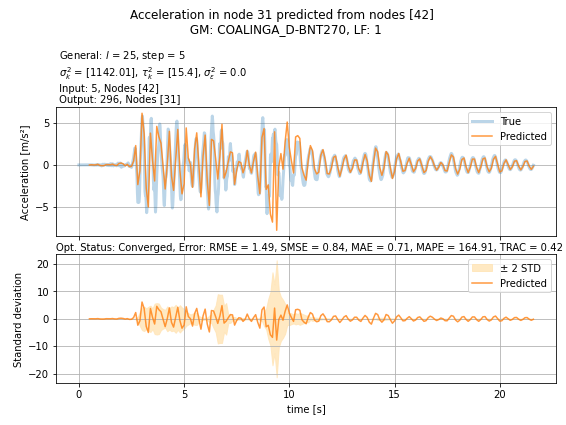 Acceleration in node 31 predicted from nodes [42]
GM: COALINGA_D-BNT270, LF: 1
General: l = 25, step = 5
σ²ₖ = [1142.01], τ²ₖ = [15.4], σ²ᵣ = 0.0
Input: 5, Nodes [42]
Output: 296, Nodes [31]
Acceleration [m/s²]
5
0
−5
True
Predicted
Opt. Status: Converged, Error: RMSE = 1.49, SMSE = 0.84, MAE = 0.71, MAPE = 164.91, TRAC = 0.42
Standard deviation
20
10
0
−10
−20
± 2 STD
Predicted
0 5 10 15 20
time [s]